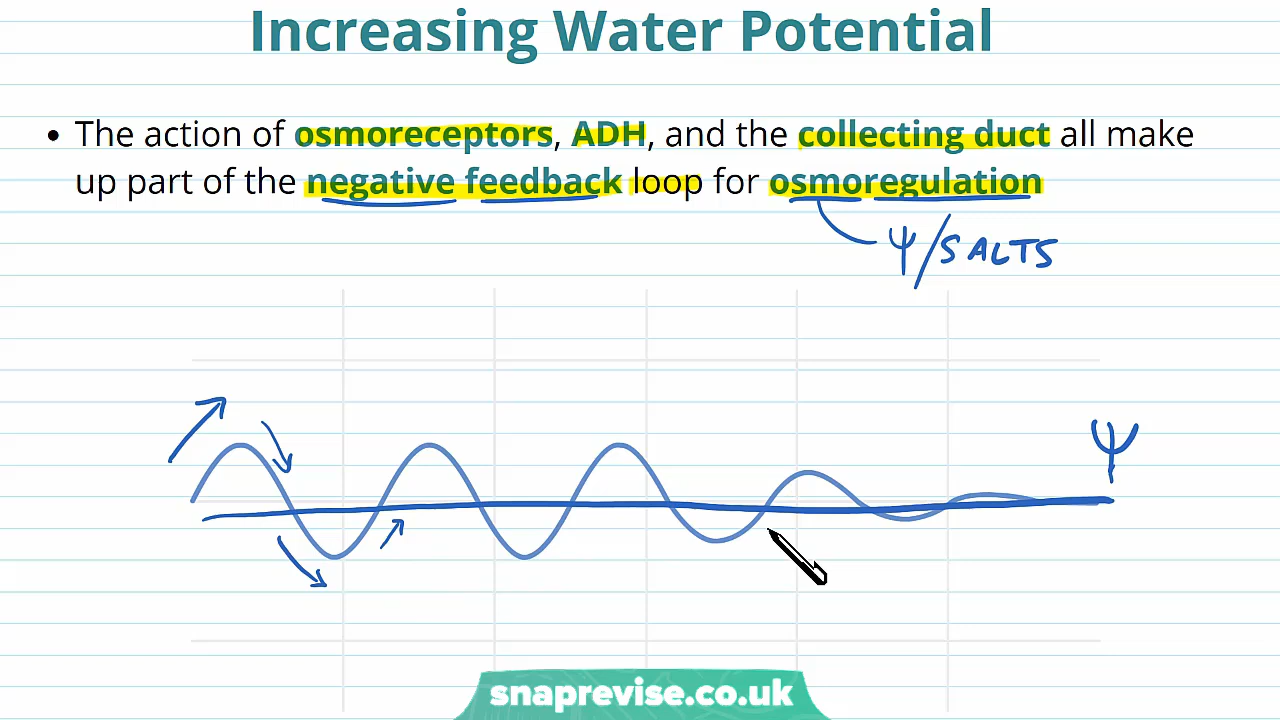 Increasing Water Potential
• The action of osmoreceptors, ADH, and the collecting duct all make
up part of the negative feedback loop for osmoregulation
Ψ/SALTS
Ψ
snaprevise.co.uk